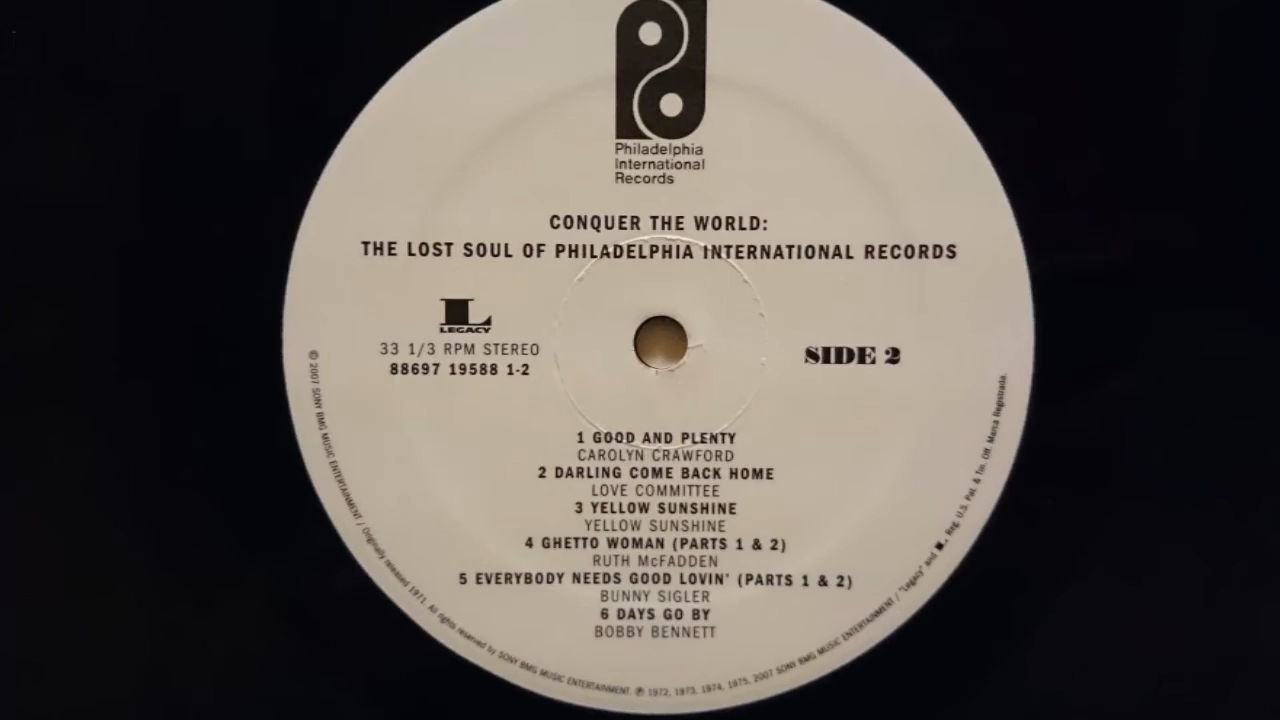 Philadelphia
International
Records
CONQUER THE WORLD:
THE LOST SOUL OF PHILADELPHIA INTERNATIONAL RECORDS
L
LEGACY
33 1/3 RPM STEREO
88697 19588 1-2
SIDE 2
1 GOOD AND PLENTY
CAROLYN CRAWFORD
2 DARLING COME BACK HOME
LOVE COMMITTEE
3 YELLOW SUNSHINE
YELLOW SUNSHINE
4 GHETTO WOMAN (PARTS 1 & 2)
RUTH McFADDEN
5 EVERYBODY NEEDS GOOD LOVIN' (PARTS 1 & 2)
BUNNY SIGLER
6 DAYS GO BY
BOBBY BENNETT
© 2007 SONY BMG MUSIC ENTERTAINMENT / Originally released 1971. All rights reserved by SONY BMG MUSIC ENTERTAINMENT. ℗ 1972, 1973, 1974, 1975, 2007 SONY BMG MUSIC ENTERTAINMENT / "Legacy" and L Reg. U.S. Pat. & Tm. Off. Marca Registrada.